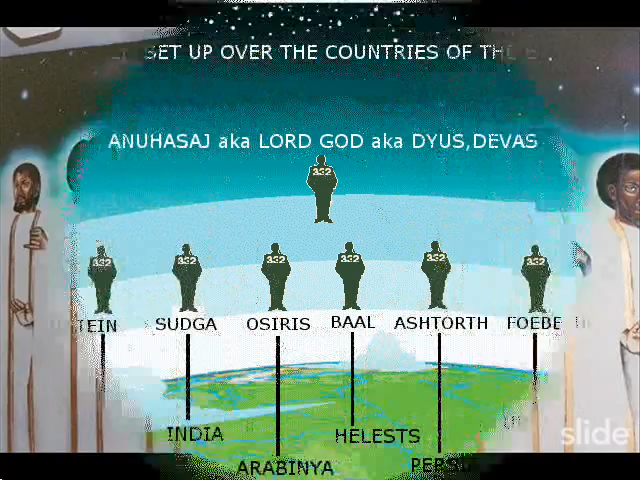 SET UP OVER THE COUNTRIES OF
ANUHASAJ aka LORD GOD aka DYUS,DEVAS
332
332 332 332 332 332 332
TEIN SUDGA OSIRIS BAAL ASHTORTH FOEBE
INDIA HELESTS
ARABINYA
slide